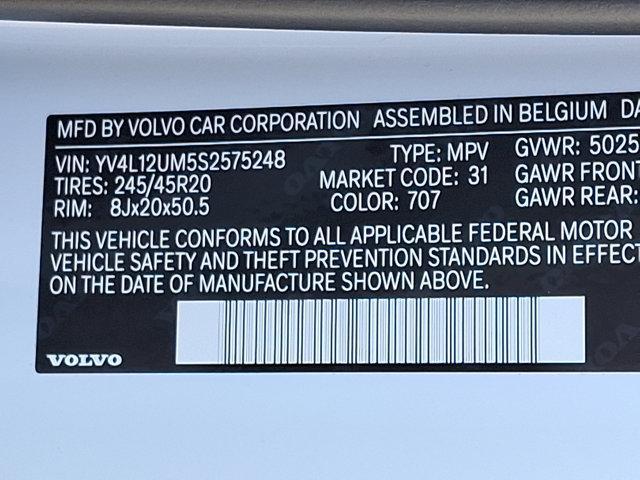 MFD BY VOLVO CAR CORPORATION ASSEMBLED IN BELGIUM DA
VIN: YV4L12UM5S2575248 TYPE: MPV GVWR: 5025
TIRES: 245/45R20 MARKET CODE: 31 GAWR FRONT
RIM: 8Jx20x50.5 COLOR: 707 GAWR REAR:
THIS VEHICLE CONFORMS TO ALL APPLICABLE FEDERAL MOTOR
VEHICLE SAFETY AND THEFT PREVENTION STANDARDS IN EFFECT
ON THE DATE OF MANUFACTURE SHOWN ABOVE.
VOLVO